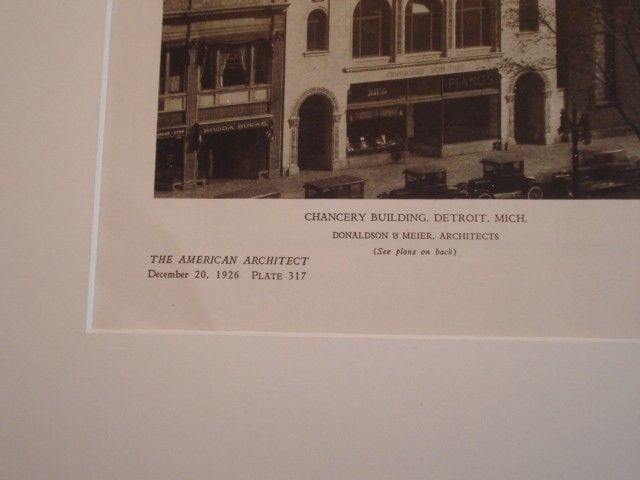 PIANOS
RHODA BURKE
CHANCERY BUILDING, DETROIT, MICH.
DONALDSON & MEIER, ARCHITECTS
(See plans on back)
THE AMERICAN ARCHITECT
December 20, 1926 PLATE 317